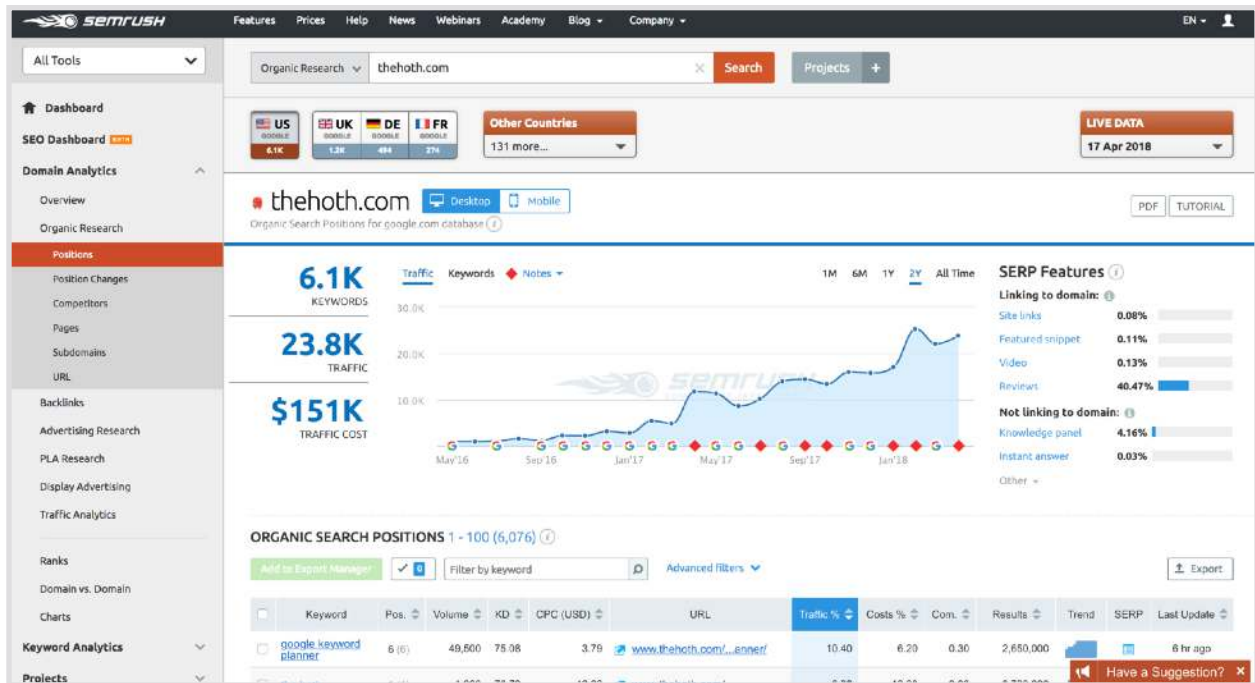 semrush Features Prices Help News Webinars Academy Blog Company EN
All Tools
Organic Research thehoth.com Search Projects +
Dashboard
SEO Dashboard BETA
US UK DE FR
GOOGLE GOOGLE GOOGLE GOOGLE
6.1K 1.2K 494 274
Other Countries
131 more...
LIVE DATA
17 Apr 2018
Domain Analytics
Overview
Organic Research
Positions
Position Changes
Competitors
Pages
Subdomains
URL
Backlinks
Advertising Research
PLA Research
Display Advertising
Traffic Analytics
Ranks
Domain vs. Domain
Charts
Keyword Analytics
Projects
thehoth.com Desktop Mobile
PDF TUTORIAL
Organic Search Positions for google.com database i
6.1K
KEYWORDS
23.8K
TRAFFIC
$151K
TRAFFIC COST
Traffic Keywords Notes 1M 6M 1Y 2Y All Time
30.0K
20.0K
10.0K
semrush
G G G G G G G G G G G G G G G
May'16 Sep'16 Jan'17 May'17 Sep'17 Jan'18
SERP Features i
Linking to domain:
Site links 0.08%
Featured snippet 0.11%
Video 0.13%
Reviews 40.47%
Not linking to domain:
Knowledge panel 4.16%
Instant answer 0.03%
Other
ORGANIC SEARCH POSITIONS 1 - 100 (6,076) i
Add to Export Manager 0 Filter by keyword Advanced filters Export
Keyword Pos. Volume KD CPC (USD) URL Traffic % Costs % Com. Results Trend SERP Last Update
google keyword planner 6 (6) 49,500 75.08 3.79 www.thehoth.com/...anner/ 10.40 6.20 0.30 2,650,000 6 hr ago
Have a Suggestion? ×